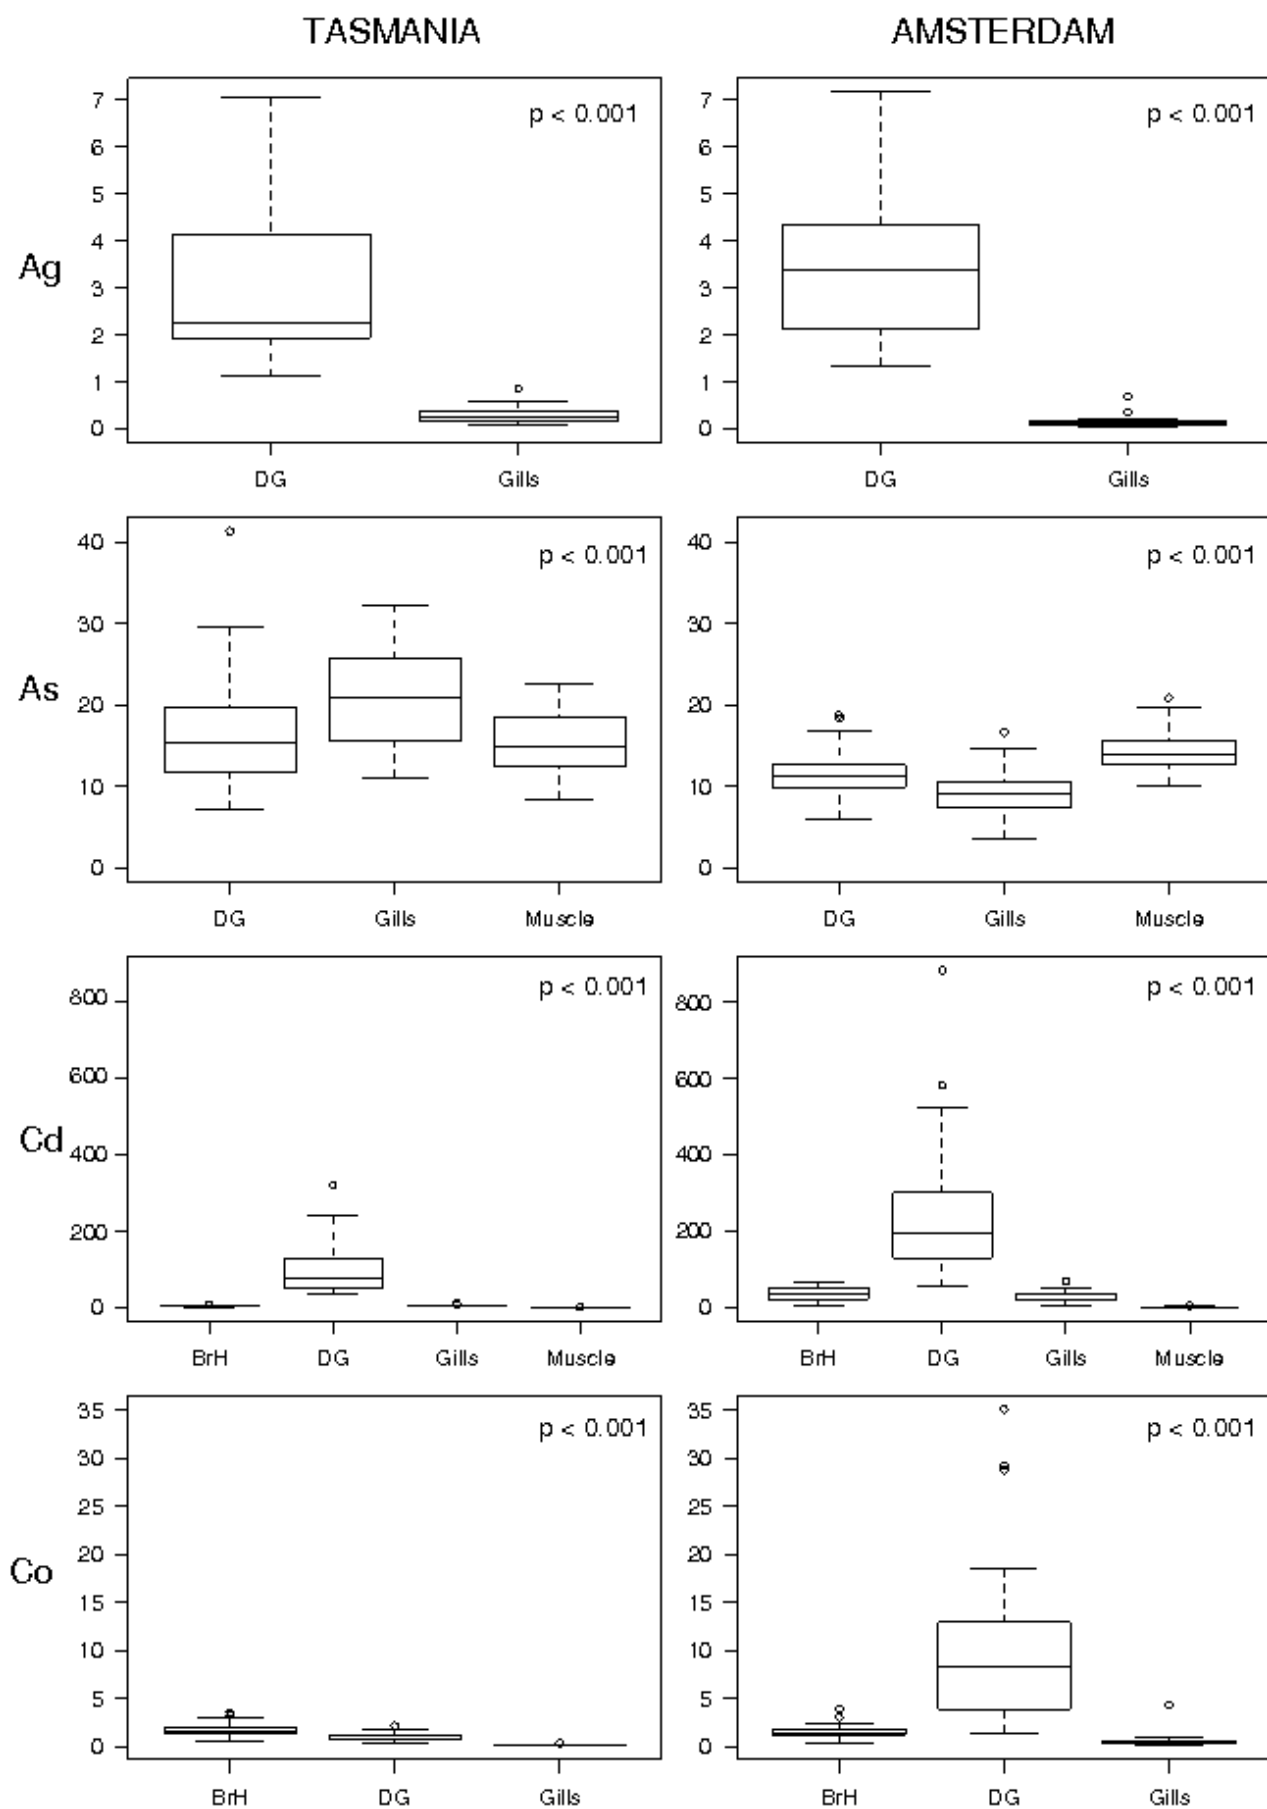 TASMANIA AMSTERDAM
Ag
7 6 5 4 3 2 1 0
p < 0.001
DG Gills
7 6 5 4 3 2 1 0
p < 0.001
DG Gills
As
40 30 20 10 0
p < 0.001
DG Gills Muscle
40 30 20 10 0
p < 0.001
DG Gills Muscle
Cd
800 600 400 200 0
p < 0.001
BrH DG Gills Muscle
800 600 400 200 0
p < 0.001
BrH DG Gills Muscle
Co
35 30 25 20 15 10 5 0
p < 0.001
BrH DG Gills
35 30 25 20 15 10 5 0
p < 0.001
BrH DG Gills